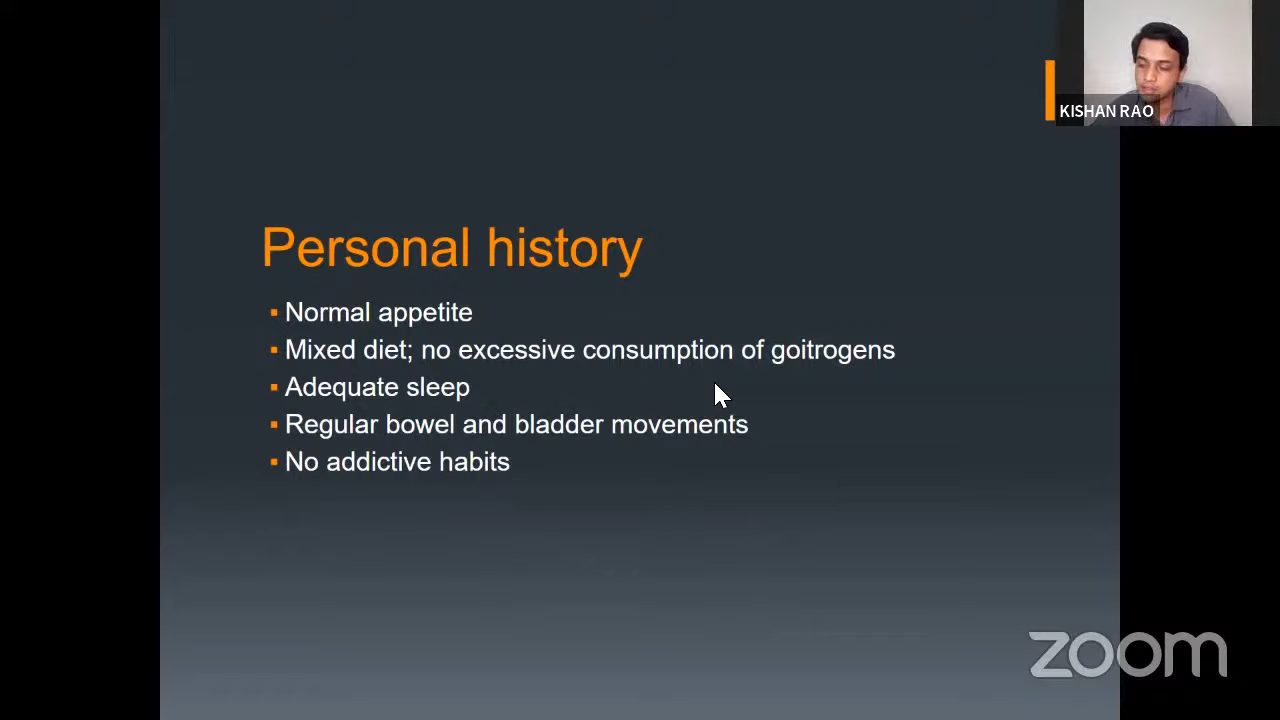 KISHAN RAO
Personal history
Normal appetite
Mixed diet; no excessive consumption of goitrogens
Adequate sleep
Regular bowel and bladder movements
No addictive habits
zoom